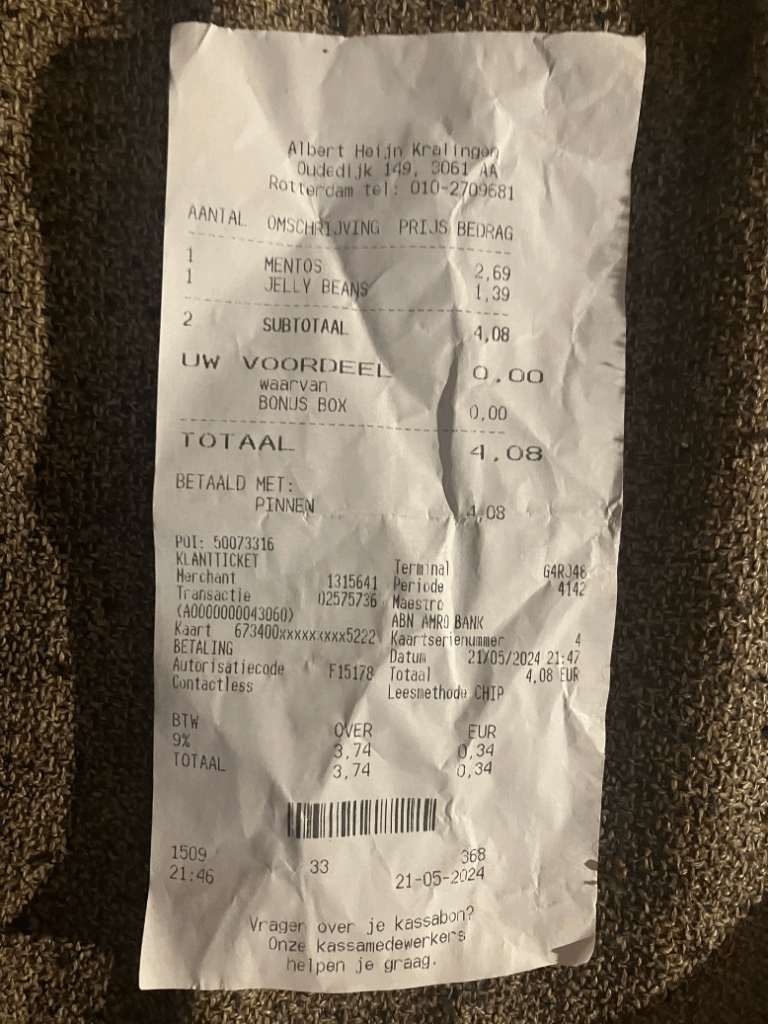 Albert Heijn Kralingen
Oudedijk 149, 3061 AA
Rotterdam tel: 010-2709681
AANTAL OMSCHRIJVING PRIJS BEDRAG
1 MENTOS 2,69
1 JELLY BEANS 1,39
2 SUBTOTAAL 4,08
UW VOORDEEL 0,00
waarvan
BONUS BOX 0,00
TOTAAL 4,08
BETAALD MET:
PINNEN 4,08
POI: 50073316
KLANTTICKET Terminal G4RJ48
Merchant 1315641 Periode 4142
Transactie 02575736 Maestro
(A0000000043060) ABN AMRO BANK
Kaart 673400xxxxxxxxx5222 Kaartserienummer 4
BETALING Datum 21/05/2024 21:47
Autorisatiecode F15178 Totaal 4,08 EUR
Contactless Leesmethode CHIP
BTW OVER EUR
9% 3,74 0,34
TOTAAL 3,74 0,34
1509 33 368
21:46 21-05-2024
Vragen over je kassabon?
Onze kassamedewerkers
helpen je graag.